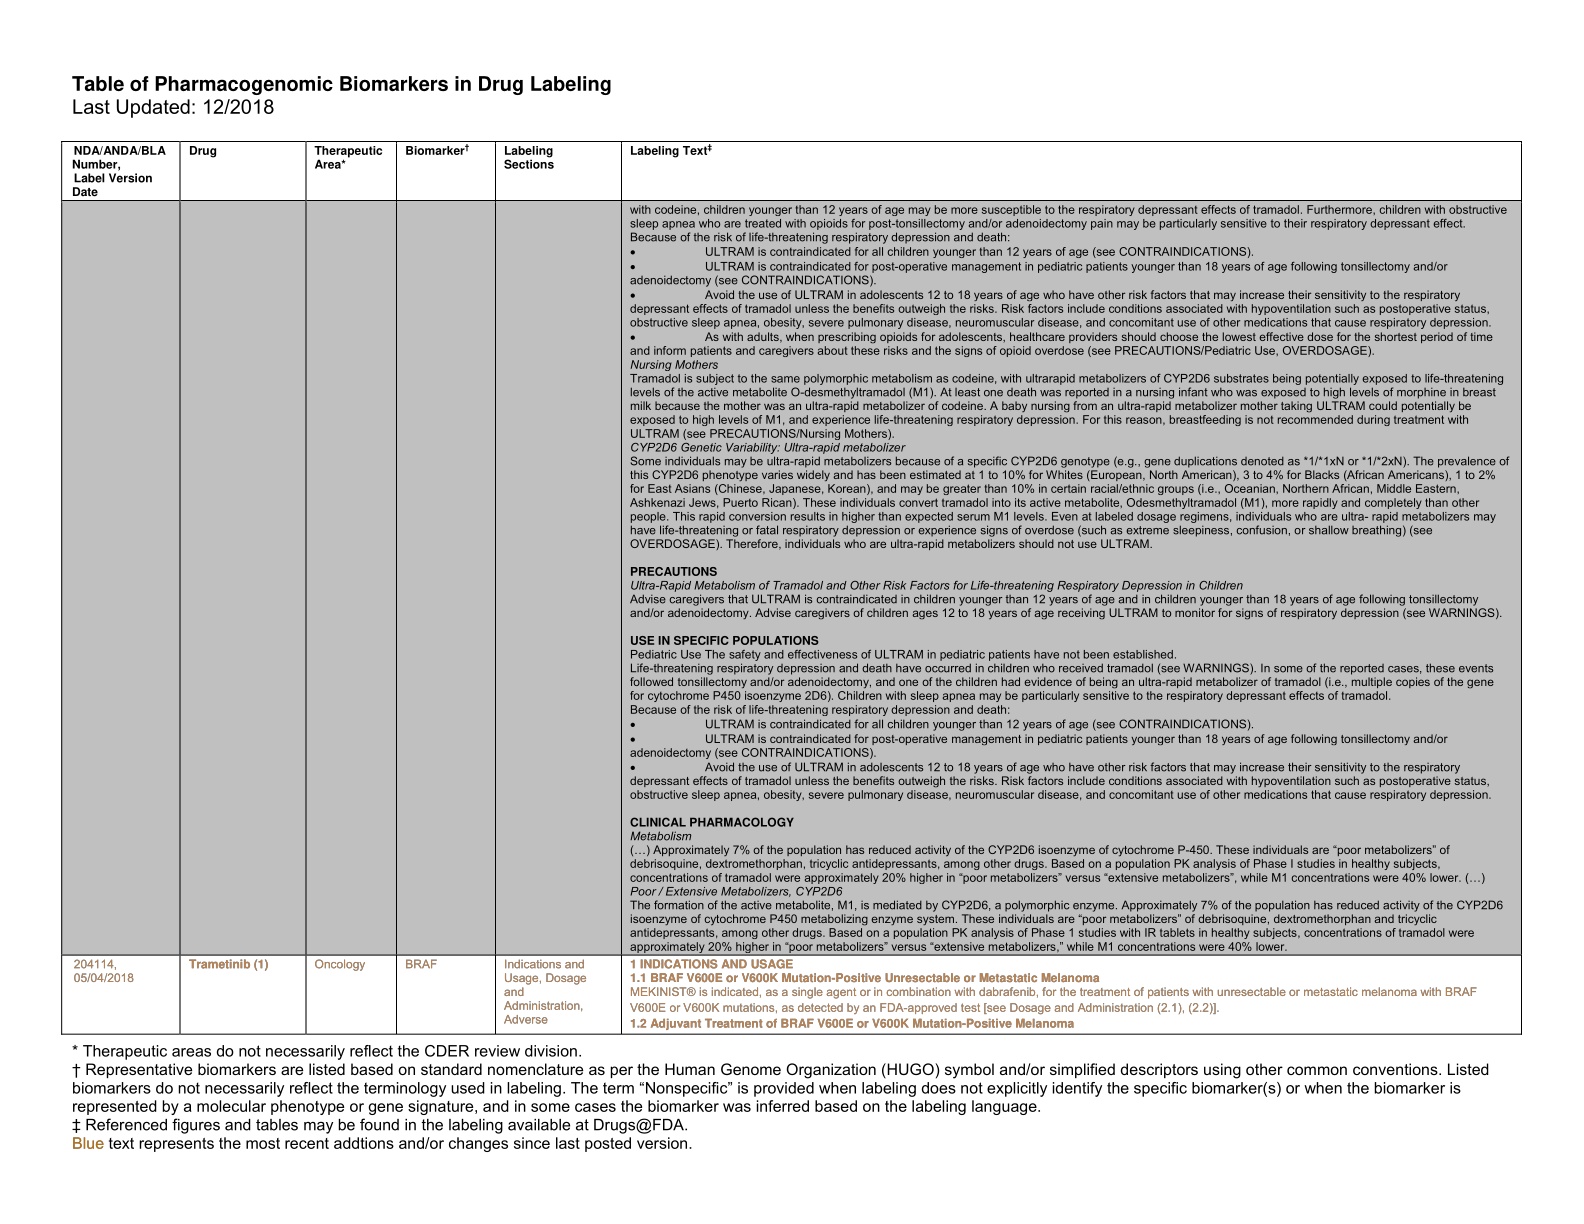 Table of Pharmacogenomic Biomarkers in Drug Labeling
Last Updated: 12/2018
NDA/ANDA/BLA
Number,
Label Version
Date
Drug
Therapeutic
Area*
Biomarker†
Labeling
Sections
Labeling Text‡
with codeine, children younger than 12 years of age may be more susceptible to the respiratory depressant effects of tramadol. Furthermore, children with obstructive
sleep apnea who are treated with opioids for post-tonsillectomy and/or adenoidectomy pain may be particularly sensitive to their respiratory depressant effect.
Because of the risk of life-threatening respiratory depression and death:
• ULTRAM is contraindicated for all children younger than 12 years of age (see CONTRAINDICATIONS).
• ULTRAM is contraindicated for post-operative management in pediatric patients younger than 18 years of age following tonsillectomy and/or
adenoidectomy (see CONTRAINDICATIONS).
• Avoid the use of ULTRAM in adolescents 12 to 18 years of age who have other risk factors that may increase their sensitivity to the respiratory
depressant effects of tramadol unless the benefits outweigh the risks. Risk factors include conditions associated with hypoventilation such as postoperative status,
obstructive sleep apnea, obesity, severe pulmonary disease, neuromuscular disease, and concomitant use of other medications that cause respiratory depression.
• As with adults, when prescribing opioids for adolescents, healthcare providers should choose the lowest effective dose for the shortest period of time
and inform patients and caregivers about these risks and the signs of opioid overdose (see PRECAUTIONS/Pediatric Use, OVERDOSAGE).
Nursing Mothers
Tramadol is subject to the same polymorphic metabolism as codeine, with ultrarapid metabolizers of CYP2D6 substrates being potentially exposed to life-threatening
levels of the active metabolite O-desmethyltramadol (M1). At least one death was reported in a nursing infant who was exposed to high levels of morphine in breast
milk because the mother was an ultra-rapid metabolizer of codeine. A baby nursing from an ultra-rapid metabolizer mother taking ULTRAM could potentially be
exposed to high levels of M1, and experience life-threatening respiratory depression. For this reason, breastfeeding is not recommended during treatment with
ULTRAM (see PRECAUTIONS/Nursing Mothers).
CYP2D6 Genetic Variability: Ultra-rapid metabolizer
Some individuals may be ultra-rapid metabolizers because of a specific CYP2D6 genotype (e.g., gene duplications denoted as *1/*1xN or *1/*2xN). The prevalence of
this CYP2D6 phenotype varies widely and has been estimated at 1 to 10% for Whites (European, North American), 3 to 4% for Blacks (African Americans), 1 to 2%
for East Asians (Chinese, Japanese, Korean), and may be greater than 10% in certain racial/ethnic groups (i.e., Oceanian, Northern African, Middle Eastern,
Ashkenazi Jews, Puerto Rican). These individuals convert tramadol into its active metabolite, Odesmethyltramadol (M1), more rapidly and completely than other
people. This rapid conversion results in higher than expected serum M1 levels. Even at labeled dosage regimens, individuals who are ultra- rapid metabolizers may
have life-threatening or fatal respiratory depression or experience signs of overdose (such as extreme sleepiness, confusion, or shallow breathing) (see
OVERDOSAGE). Therefore, individuals who are ultra-rapid metabolizers should not use ULTRAM.
PRECAUTIONS
Ultra-Rapid Metabolism of Tramadol and Other Risk Factors for Life-threatening Respiratory Depression in Children
Advise caregivers that ULTRAM is contraindicated in children younger than 12 years of age and in children younger than 18 years of age following tonsillectomy
and/or adenoidectomy. Advise caregivers of children ages 12 to 18 years of age receiving ULTRAM to monitor for signs of respiratory depression (see WARNINGS).
USE IN SPECIFIC POPULATIONS
Pediatric Use The safety and effectiveness of ULTRAM in pediatric patients have not been established.
Life-threatening respiratory depression and death have occurred in children who received tramadol (see WARNINGS). In some of the reported cases, these events
followed tonsillectomy and/or adenoidectomy, and one of the children had evidence of being an ultra-rapid metabolizer of tramadol (i.e., multiple copies of the gene
for cytochrome P450 isoenzyme 2D6). Children with sleep apnea may be particularly sensitive to the respiratory depressant effects of tramadol.
Because of the risk of life-threatening respiratory depression and death:
• ULTRAM is contraindicated for all children younger than 12 years of age (see CONTRAINDICATIONS).
• ULTRAM is contraindicated for post-operative management in pediatric patients younger than 18 years of age following tonsillectomy and/or
adenoidectomy (see CONTRAINDICATIONS).
• Avoid the use of ULTRAM in adolescents 12 to 18 years of age who have other risk factors that may increase their sensitivity to the respiratory
depressant effects of tramadol unless the benefits outweigh the risks. Risk factors include conditions associated with hypoventilation such as postoperative status,
obstructive sleep apnea, obesity, severe pulmonary disease, neuromuscular disease, and concomitant use of other medications that cause respiratory depression.
CLINICAL PHARMACOLOGY
Metabolism
(…) Approximately 7% of the population has reduced activity of the CYP2D6 isoenzyme of cytochrome P-450. These individuals are “poor metabolizers” of
debrisoquine, dextromethorphan, tricyclic antidepressants, among other drugs. Based on a population PK analysis of Phase I studies in healthy subjects,
concentrations of tramadol were approximately 20% higher in “poor metabolizers” versus “extensive metabolizers”, while M1 concentrations were 40% lower. (…)
Poor / Extensive Metabolizers, CYP2D6
The formation of the active metabolite, M1, is mediated by CYP2D6, a polymorphic enzyme. Approximately 7% of the population has reduced activity of the CYP2D6
isoenzyme of cytochrome P450 metabolizing enzyme system. These individuals are “poor metabolizers” of debrisoquine, dextromethorphan and tricyclic
antidepressants, among other drugs. Based on a population PK analysis of Phase 1 studies with IR tablets in healthy subjects, concentrations of tramadol were
approximately 20% higher in “poor metabolizers” versus “extensive metabolizers,” while M1 concentrations were 40% lower.
204114,
05/04/2018
Trametinib (1)
Oncology
BRAF
Indications and
Usage, Dosage
and
Administration,
Adverse
1 INDICATIONS AND USAGE
1.1 BRAF V600E or V600K Mutation-Positive Unresectable or Metastatic Melanoma
MEKINIST® is indicated, as a single agent or in combination with dabrafenib, for the treatment of patients with unresectable or metastatic melanoma with BRAF
V600E or V600K mutations, as detected by an FDA-approved test [see Dosage and Administration (2.1), (2.2)].
1.2 Adjuvant Treatment of BRAF V600E or V600K Mutation-Positive Melanoma
* Therapeutic areas do not necessarily reflect the CDER review division.
† Representative biomarkers are listed based on standard nomenclature as per the Human Genome Organization (HUGO) symbol and/or simplified descriptors using other common conventions. Listed
biomarkers do not necessarily reflect the terminology used in labeling. The term “Nonspecific” is provided when labeling does not explicitly identify the specific biomarker(s) or when the biomarker is
represented by a molecular phenotype or gene signature, and in some cases the biomarker was inferred based on the labeling language.
‡ Referenced figures and tables may be found in the labeling available at Drugs@FDA.
Blue text represents the most recent addtions and/or changes since last posted version.